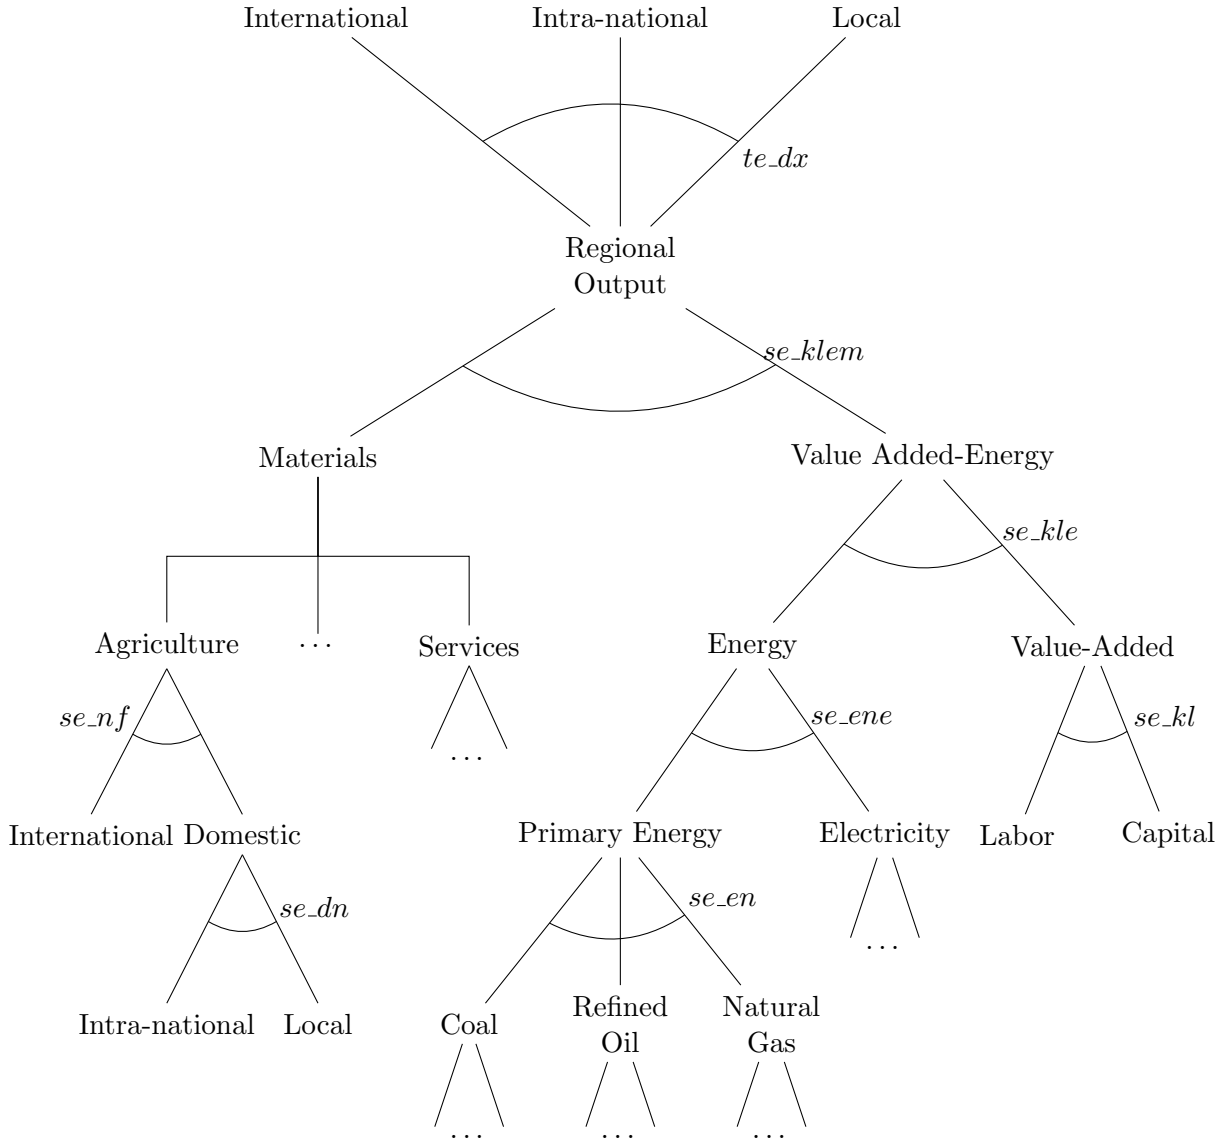 International Intra-national Local
te_dx
Regional
Output
se_klem
Materials Value Added-Energy
se_kle
Agriculture ... Services Energy Value-Added
se_nf se_ene se_kl
...
International Domestic Primary Energy Electricity Labor Capital
se_dn se_en
...
Intra-national Local Coal Refined
Oil Natural
Gas
... ... ...